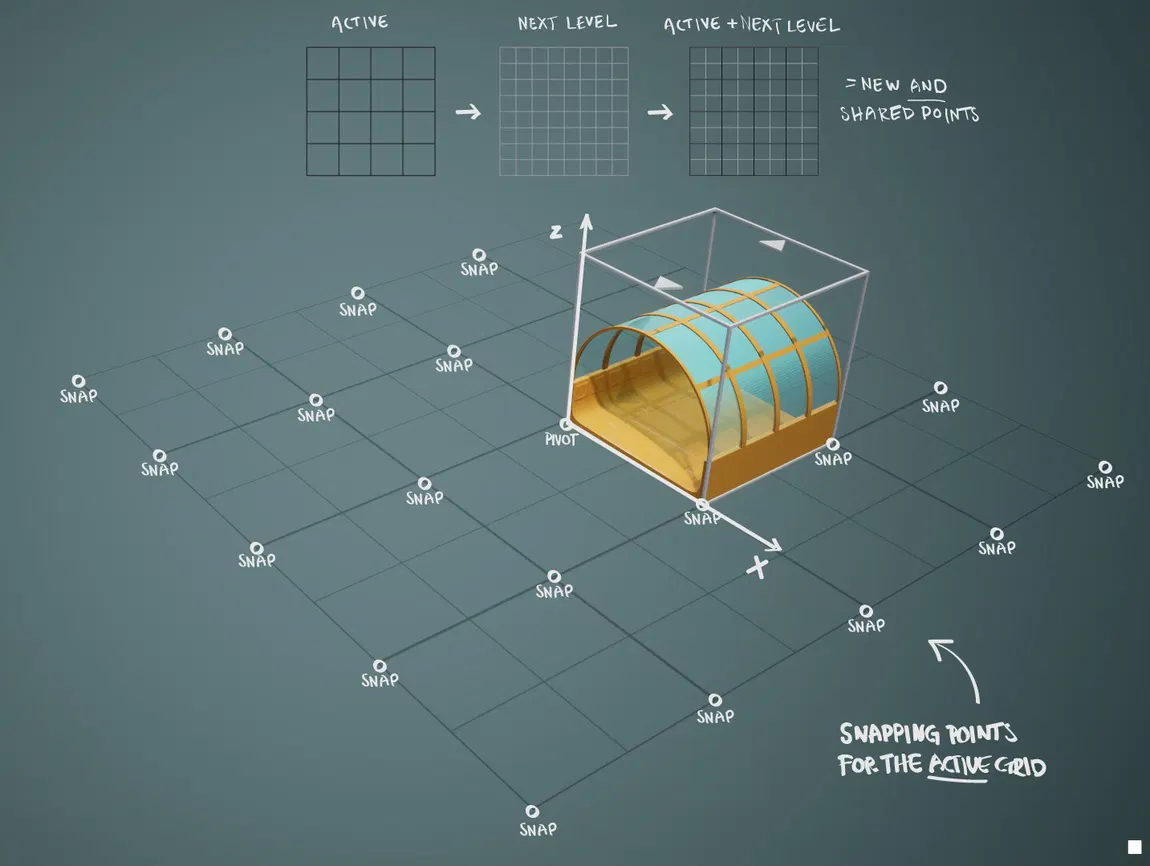 ACTIVE
NEXT LEVEL
ACTIVE + NEXT LEVEL
= NEW AND
SHARED POINTS
Z
SNAP
SNAP
SNAP
SNAP
SNAP
SNAP
SNAP
SNAP
PIVOT
SNAP
SNAP
SNAP
SNAP
SNAP
SNAP
SNAP
X
SNAP
SNAP
SNAP
SNAP
SNAPPING POINTS
FOR THE ACTIVE GRID
SNAP